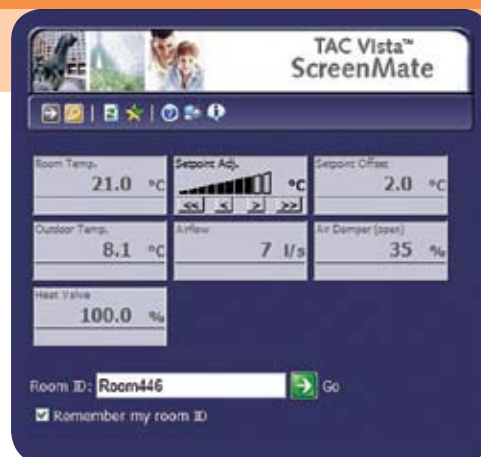 TAC Vista™
ScreenMate
Room Temp.
21.0 °C
Setpoint Adj.
°C
<< < > >>
Setpoint Offset
2.0 °C
Outdoor Temp.
8.1 °C
Airflow
7 l/s
Air Damper (open)
35 %
Heat Valve
100.0 %
Room ID: Room446 Go
Remember my room ID